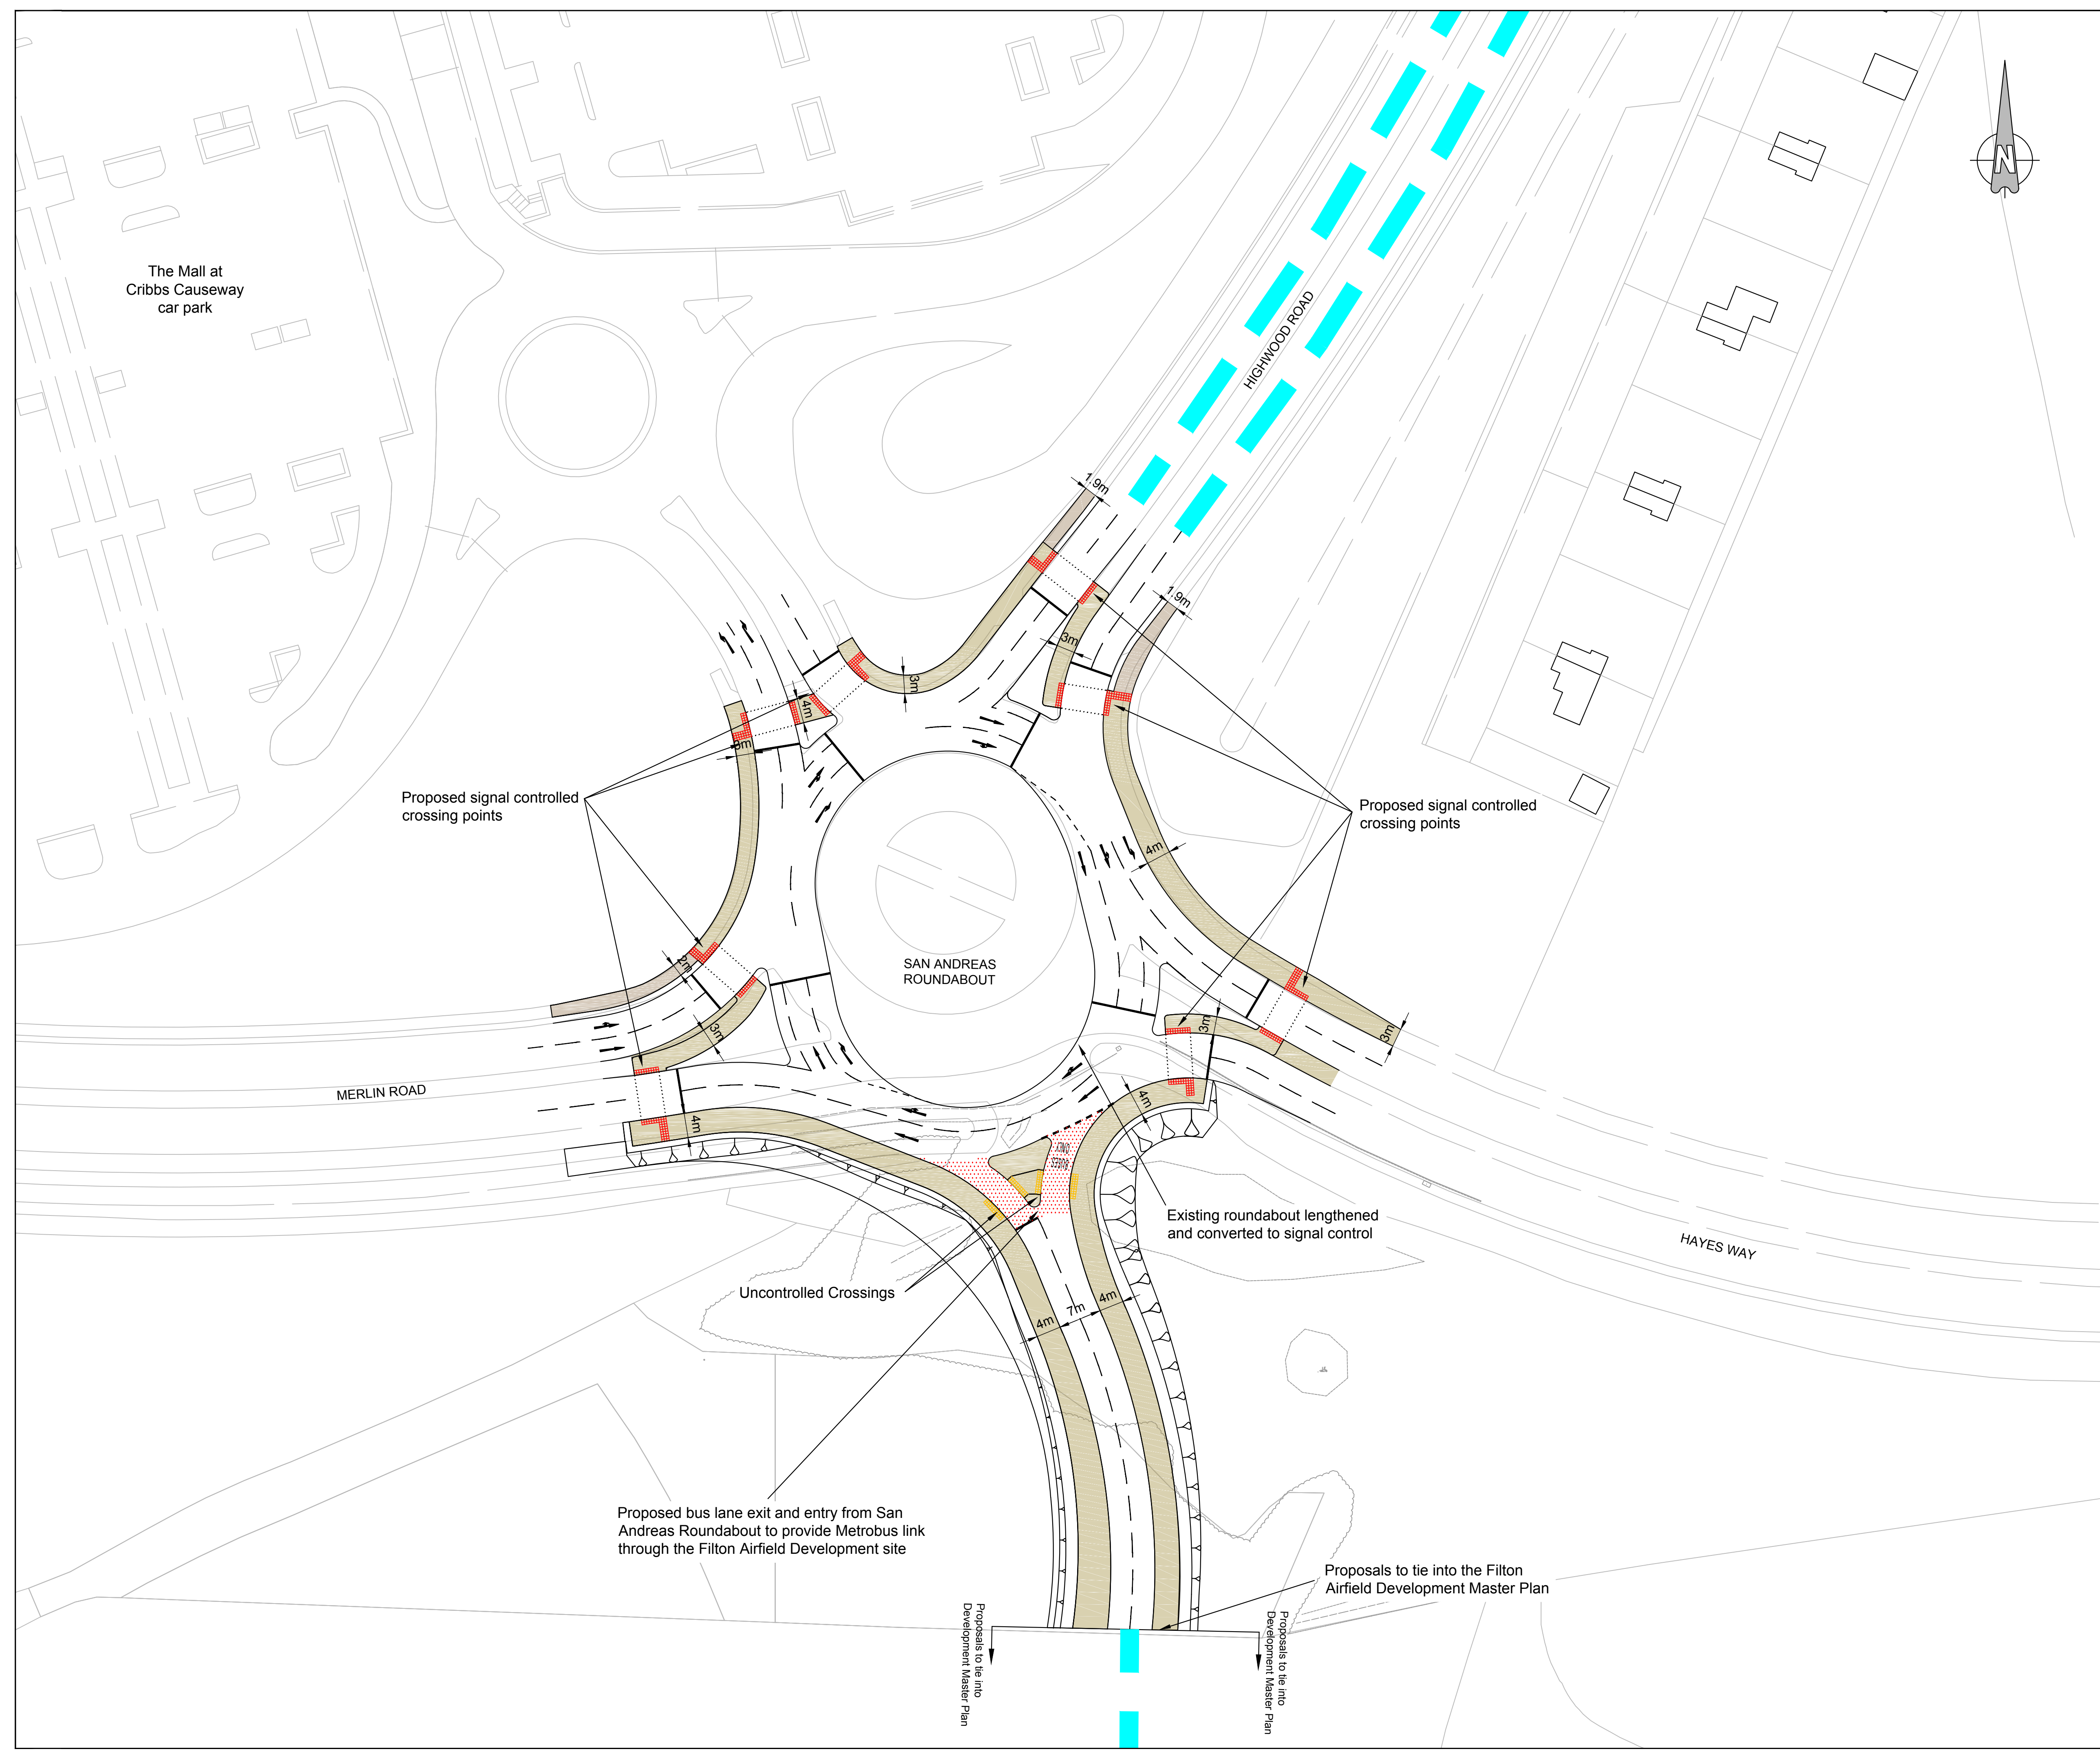 N
The Mall at
Cribbs Causeway
car park
HIGHWOOD ROAD
1.9m
1.9m
3m
3m
4m
3m
Proposed signal controlled
crossing points
Proposed signal controlled
crossing points
4m
2m
SAN ANDREAS
ROUNDABOUT
3m
3m
3m
MERLIN ROAD
4m
4m
BUSES
ONLY
Existing roundabout lengthened
and converted to signal control
HAYES WAY
Uncontrolled Crossings
4m
7m
4m
Proposed bus lane exit and entry from San
Andreas Roundabout to provide Metrobus link
through the Filton Airfield Development site
Proposals to tie into the Filton
Airfield Development Master Plan
Proposals to tie into
Development Master Plan
Proposals to tie into
Development Master Plan